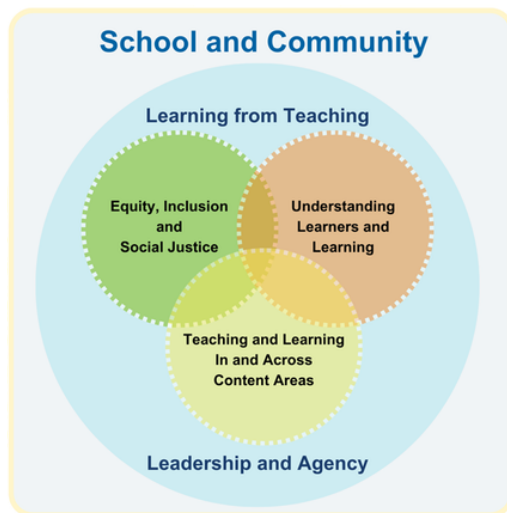 School and Community
Learning from Teaching
Equity, Inclusion
and
Social Justice
Understanding
Learners and
Learning
Teaching and Learning
In and Across
Content Areas
Leadership and Agency